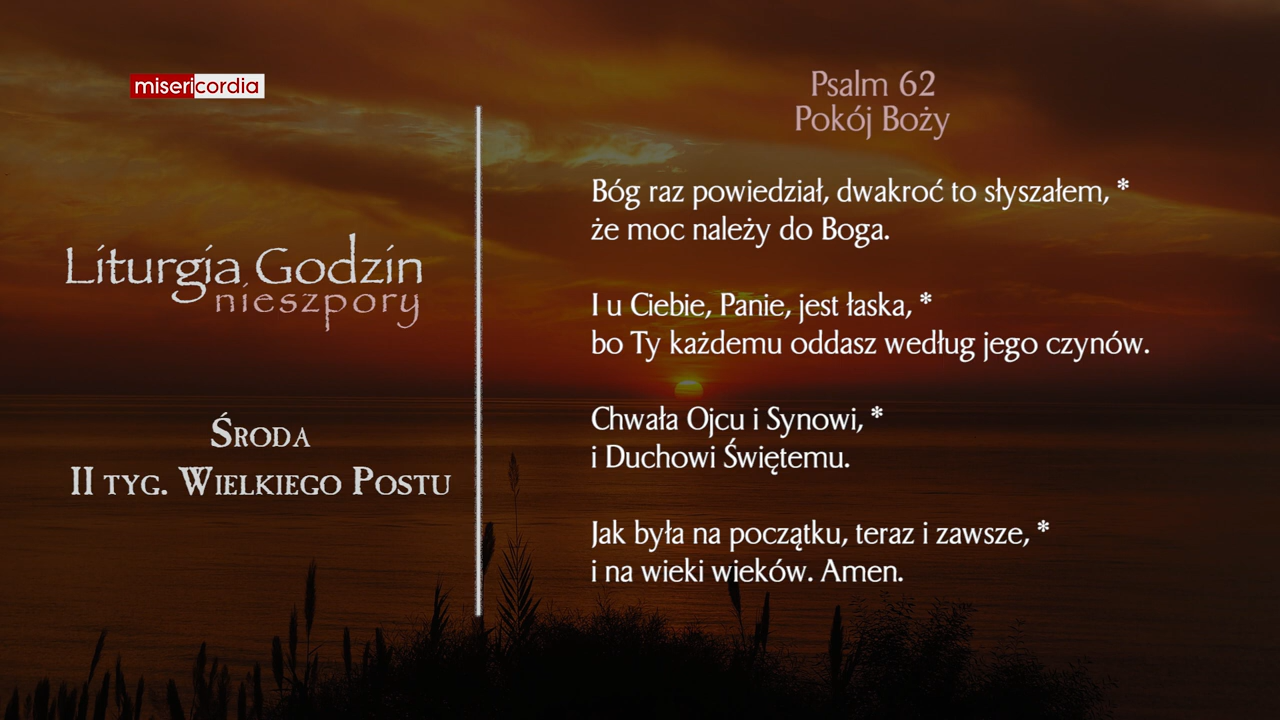 misericordia
Liturgia Godzin
nieszpory
Środa
II tyg. Wielkiego Postu
Psalm 62
Pokój Boży
Bóg raz powiedział, dwakroć to słyszałem, *
że moc należy do Boga.
I u Ciebie, Panie, jest łaska, *
bo Ty każdemu oddasz według jego czynów.
Chwała Ojcu i Synowi, *
i Duchowi Świętemu.
Jak była na początku, teraz i zawsze, *
i na wieki wieków. Amen.